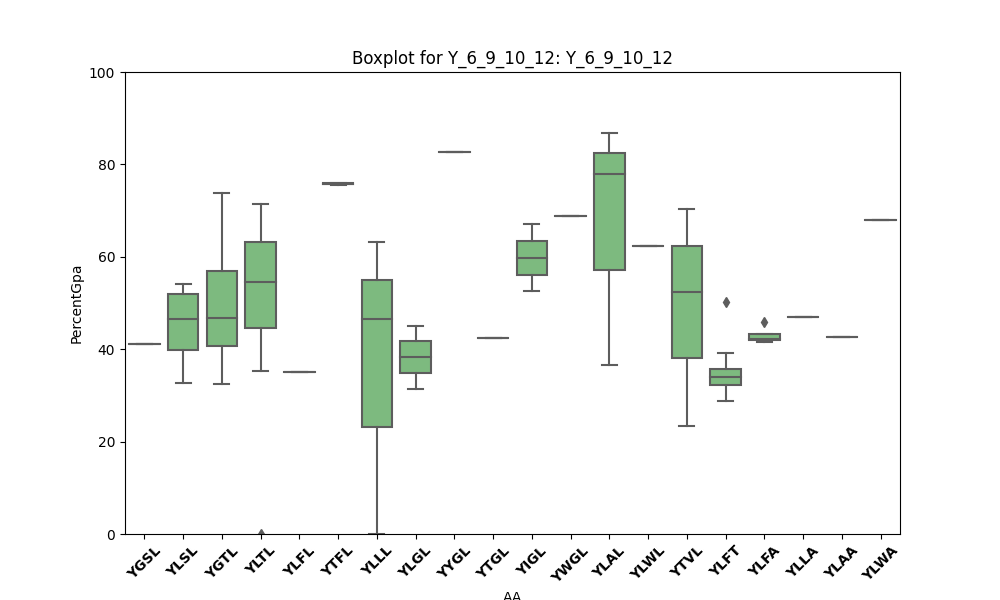 Boxplot for Y_6_9_10_12: Y_6_9_10_12
100
80
60
40
20
0
PercentGpa
YGSL YLSL YGTL YLTL YLFL YTFL YLLL YLGL YYGL YTGL YIGL YWGL YLAL YLWL YTVL YLFT YLFA YLLA YLAA YLWA
AA